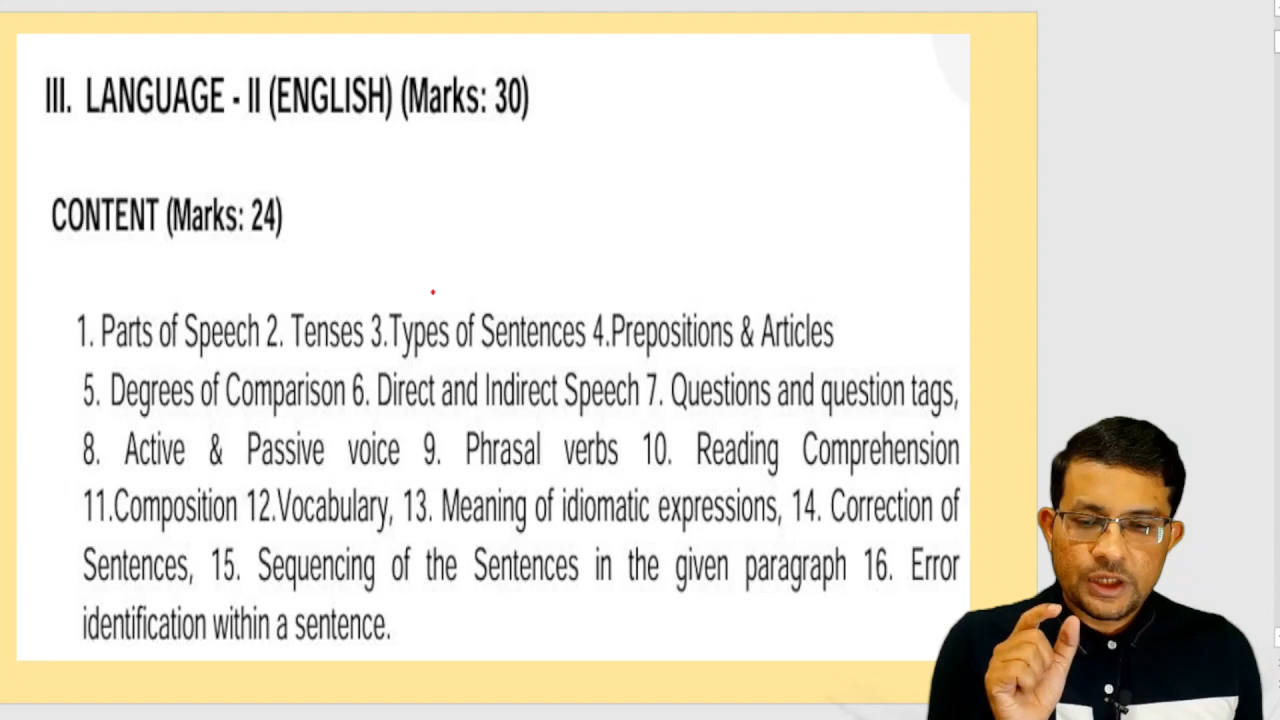 III. LANGUAGE - II (ENGLISH) (Marks: 30)
CONTENT (Marks: 24)
1. Parts of Speech 2. Tenses 3.Types of Sentences 4.Prepositions & Articles
5. Degrees of Comparison 6. Direct and Indirect Speech 7. Questions and question tags,
8. Active & Passive voice 9. Phrasal verbs 10. Reading Comprehension
11.Composition 12.Vocabulary, 13. Meaning of idiomatic expressions, 14. Correction of
Sentences, 15. Sequencing of the Sentences in the given paragraph 16. Error
identification within a sentence.